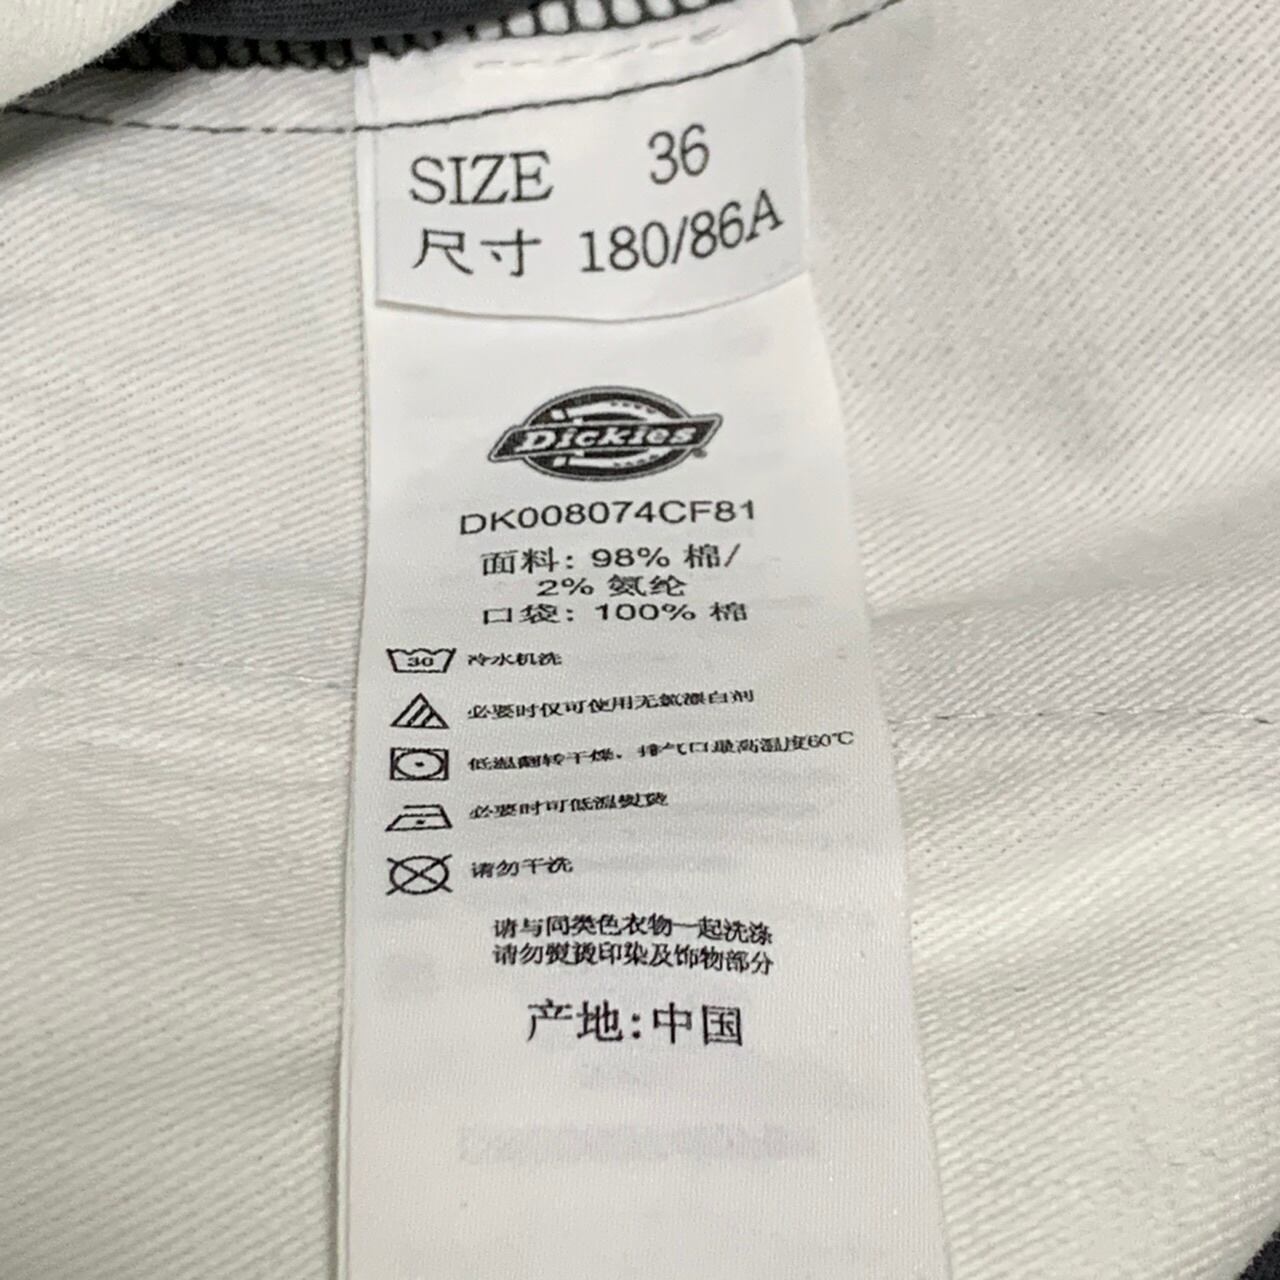 SIZE 36
尺寸 180/86A
Dickies
DK008074CF81
面料: 98% 棉/
2% 氨纶
口袋: 100% 棉
30 冷水机洗
必要时仅可使用无氯漂白剂
低温翻转干燥，排气口最高温度60℃
必要时可低温熨烫
请勿干洗
请与同类色衣物一起洗涤
请勿熨烫印染及饰物部分
产地:中国